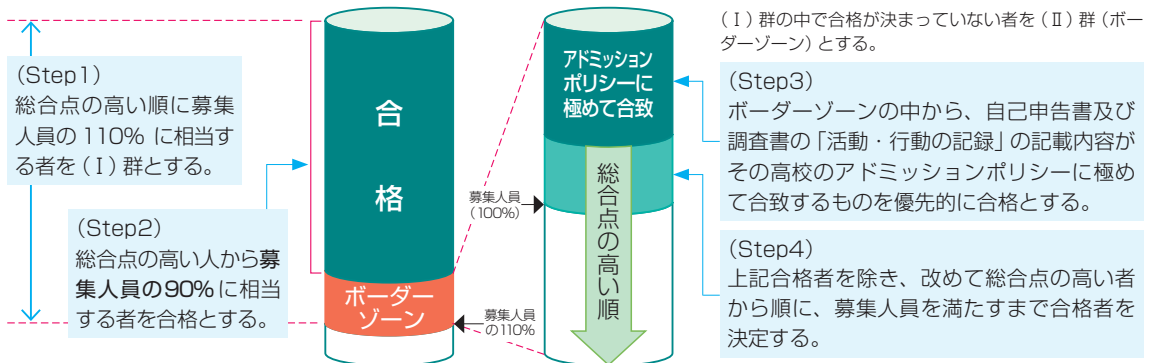 (Step1)
総合点の高い順に募集
人員の110% に相当す
る者を(Ⅰ)群とする。
(Step2)
総合点の高い人から募
集人員の90%に相当
する者を合格とする。
合
格
ボーダー
ゾーン
募集人員
(100%)
募集人員
の110%
アドミッション
ポリシーに
極めて合致
総合点の高い順
(Ⅰ)群の中で合格が決まっていない者を(Ⅱ)群(ボー
ダーゾーン)とする。
(Step3)
ボーダーゾーンの中から、自己申告書及び
調査書の「活動・行動の記録」の記載内容が
その高校のアドミッションポリシーに極め
て合致するものを優先的に合格とする。
(Step4)
上記合格者を除き、改めて総合点の高い者
から順に、募集人員を満たすまで合格者を
決定する。